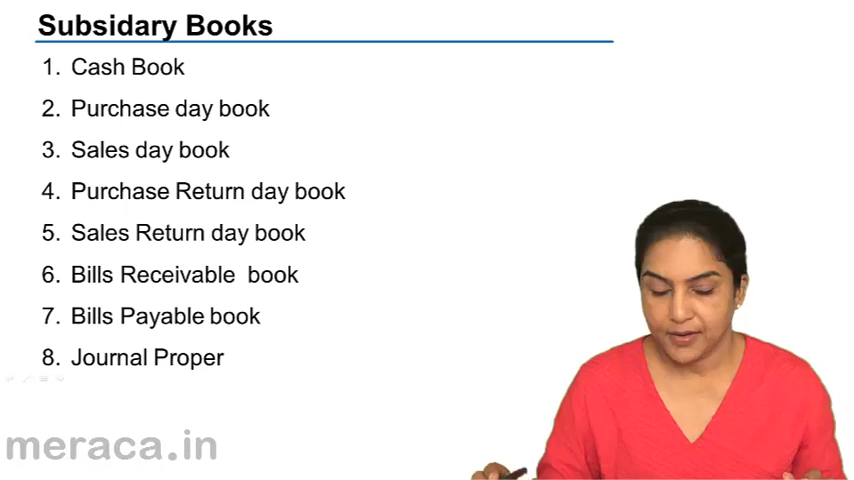 Subsidary Books
1. Cash Book
2. Purchase day book
3. Sales day book
4. Purchase Return day book
5. Sales Return day book
6. Bills Receivable book
7. Bills Payable book
8. Journal Proper
meraca.in